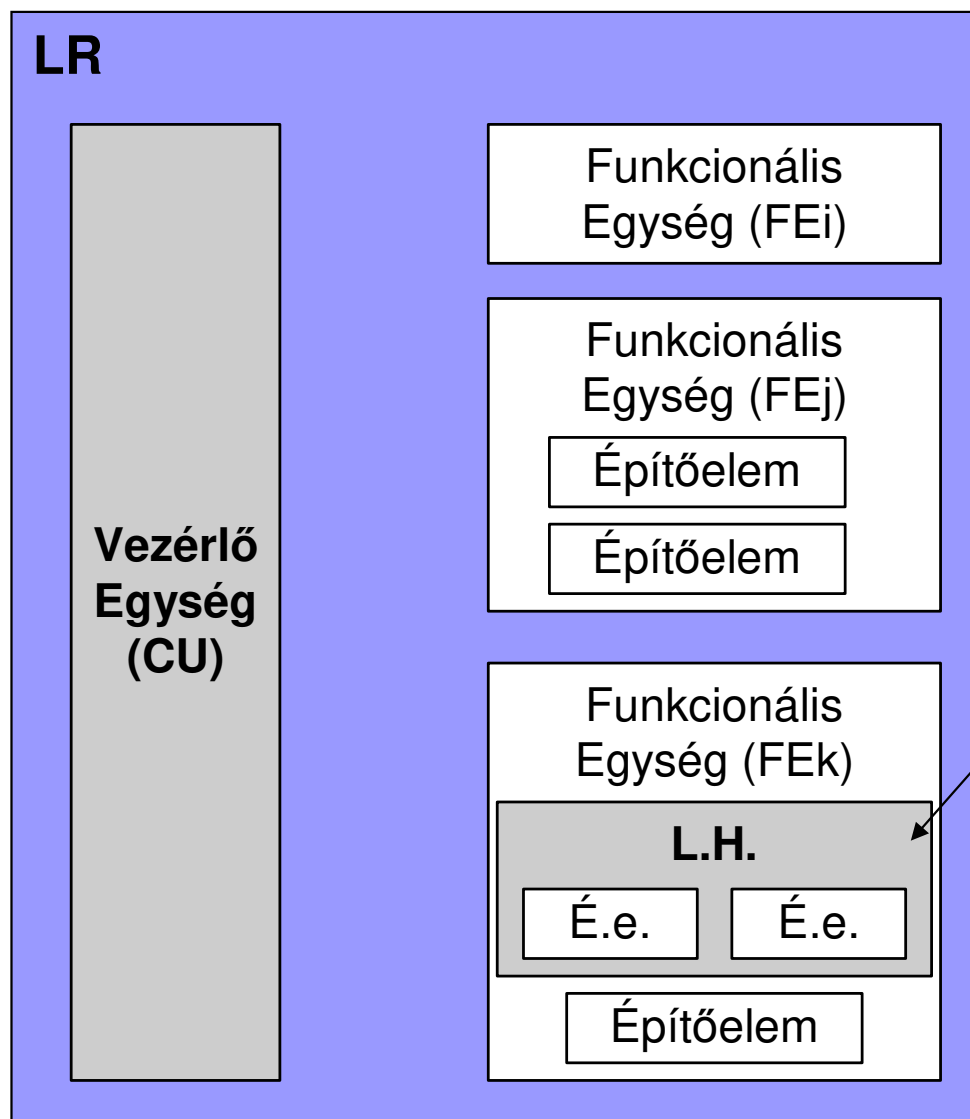 LR
Vezérlő
Egység
(CU)
Funkcionális
Egység (FEi)
Funkcionális
Egység (FEj)
Építőelem
Építőelem
Funkcionális
Egység (FEk)
L.H.
É.e.
É.e.
Építőelem